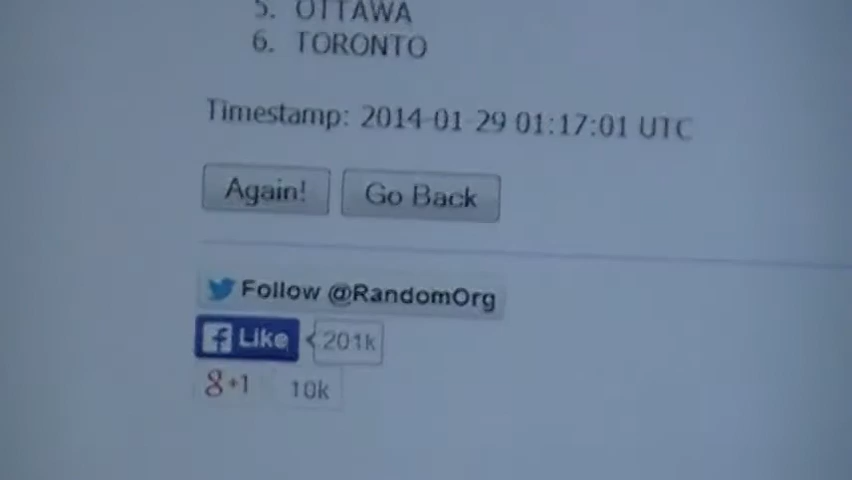 5. OTTAWA
6. TORONTO
Timestamp: 2014-01-29 01:17:01 UTC
Again! Go Back
Follow @RandomOrg
f Like 201k
g+1 10k